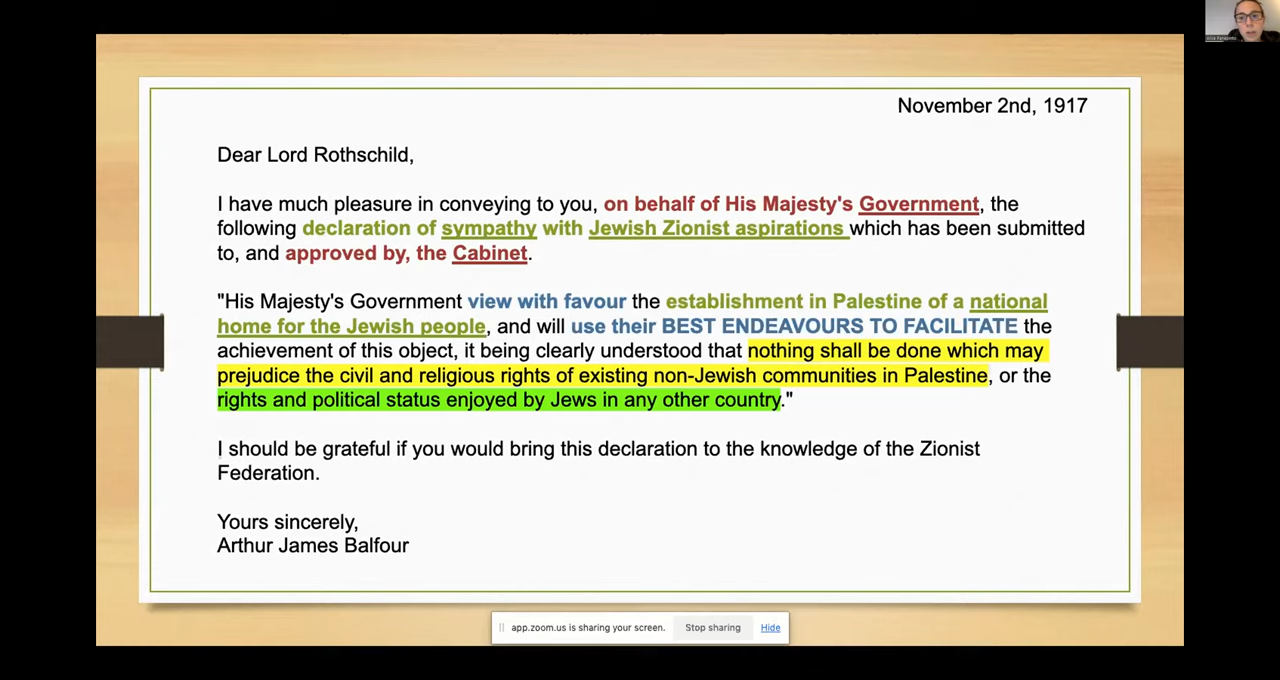 November 2nd, 1917
Dear Lord Rothschild,
I have much pleasure in conveying to you, on behalf of His Majesty's Government, the
following declaration of sympathy with Jewish Zionist aspirations which has been submitted
to, and approved by, the Cabinet.
"His Majesty's Government view with favour the establishment in Palestine of a national
home for the Jewish people, and will use their BEST ENDEAVOURS TO FACILITATE the
achievement of this object, it being clearly understood that nothing shall be done which may
prejudice the civil and religious rights of existing non-Jewish communities in Palestine, or the
rights and political status enjoyed by Jews in any other country."
I should be grateful if you would bring this declaration to the knowledge of the Zionist
Federation.
Yours sincerely,
Arthur James Balfour
app.zoom.us is sharing your screen. Stop sharing Hide